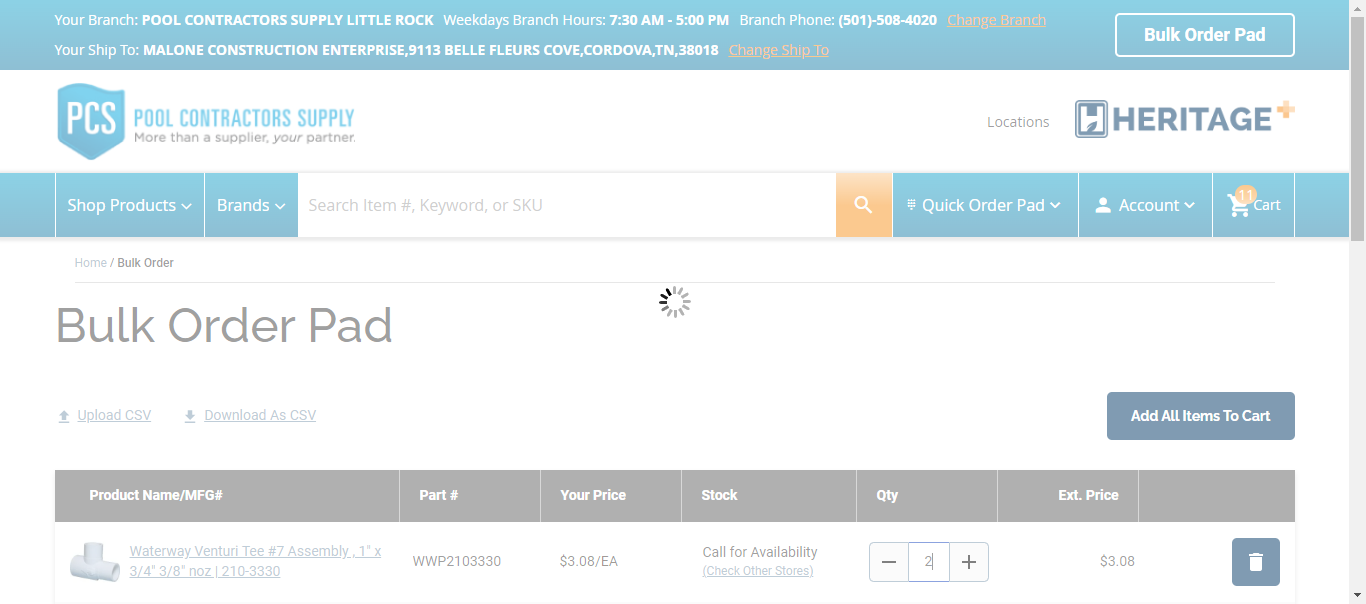 Your Branch: POOL CONTRACTORS SUPPLY LITTLE ROCK Weekdays Branch Hours: 7:30 AM - 5:00 PM Branch Phone: (501)-508-4020 Change Branch
Your Ship To: MALONE CONSTRUCTION ENTERPRISE,9113 BELLE FLEURS COVE,CORDOVA,TN,38018 Change Ship To
Bulk Order Pad
PCS POOL CONTRACTORS SUPPLY
More than a supplier, your partner.
Locations
HERITAGE+
Shop Products
Brands
Search Item #, Keyword, or SKU
Quick Order Pad
Account
11
Cart
Home / Bulk Order
Bulk Order Pad
Upload CSV
Download As CSV
Add All Items To Cart
Product Name/MFG# Part # Your Price Stock Qty Ext. Price
Waterway Venturi Tee #7 Assembly , 1" x
3/4" 3/8" noz | 210-3330
WWP2103330
$3.08/EA
Call for Availability
(Check Other Stores)
2
$3.08